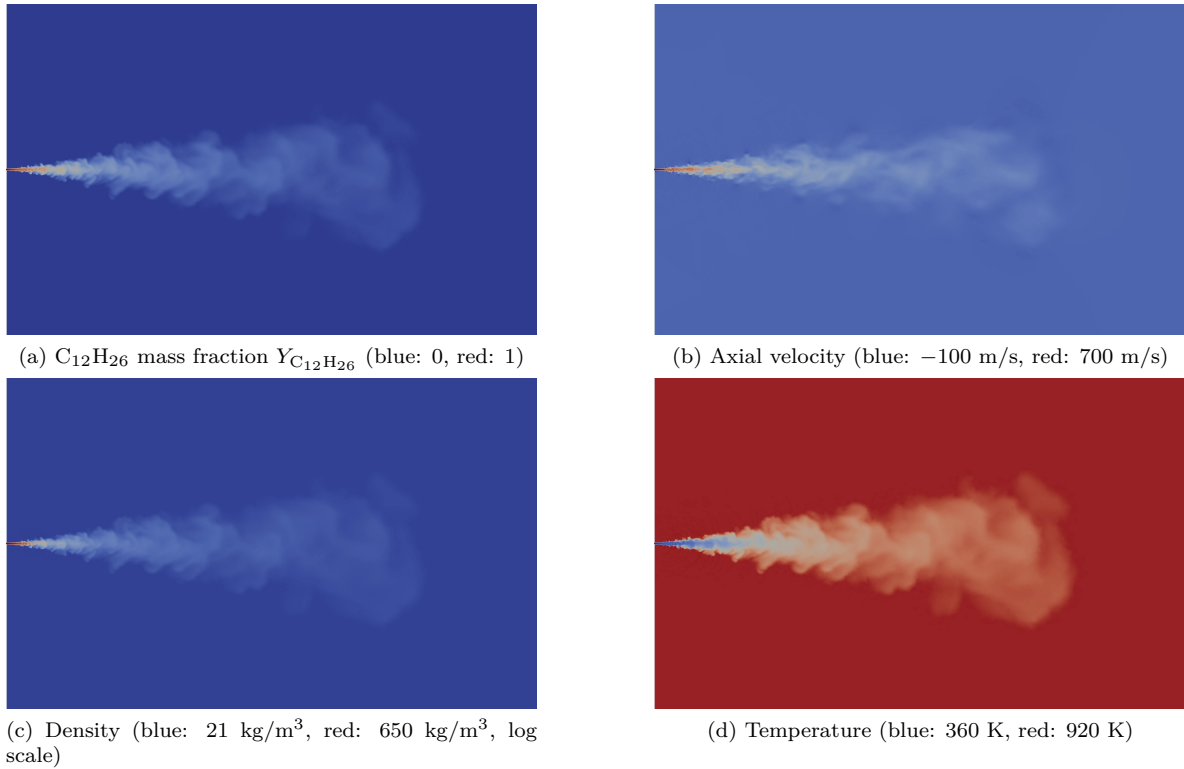 (a) C₁₂H₂₆ mass fraction Y_C₁₂H₂₆ (blue: 0, red: 1)
(b) Axial velocity (blue: −100 m/s, red: 700 m/s)
(c) Density (blue: 21 kg/m³, red: 650 kg/m³, log
scale)
(d) Temperature (blue: 360 K, red: 920 K)